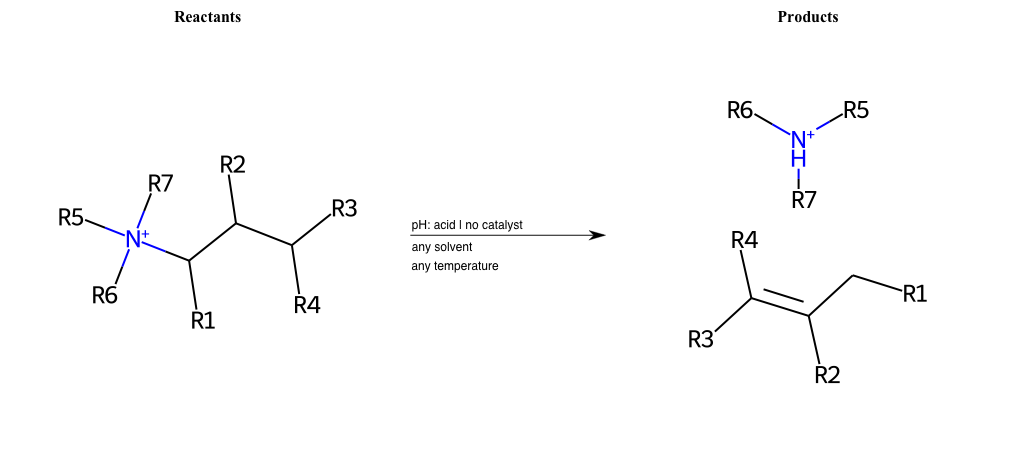 Reactants
Products
R6
R5
N+
H
R7
R2
R7
R3
R5
N+
R6
R4
R1
pH: acid | no catalyst
any solvent
any temperature
R4
R1
R3
R2